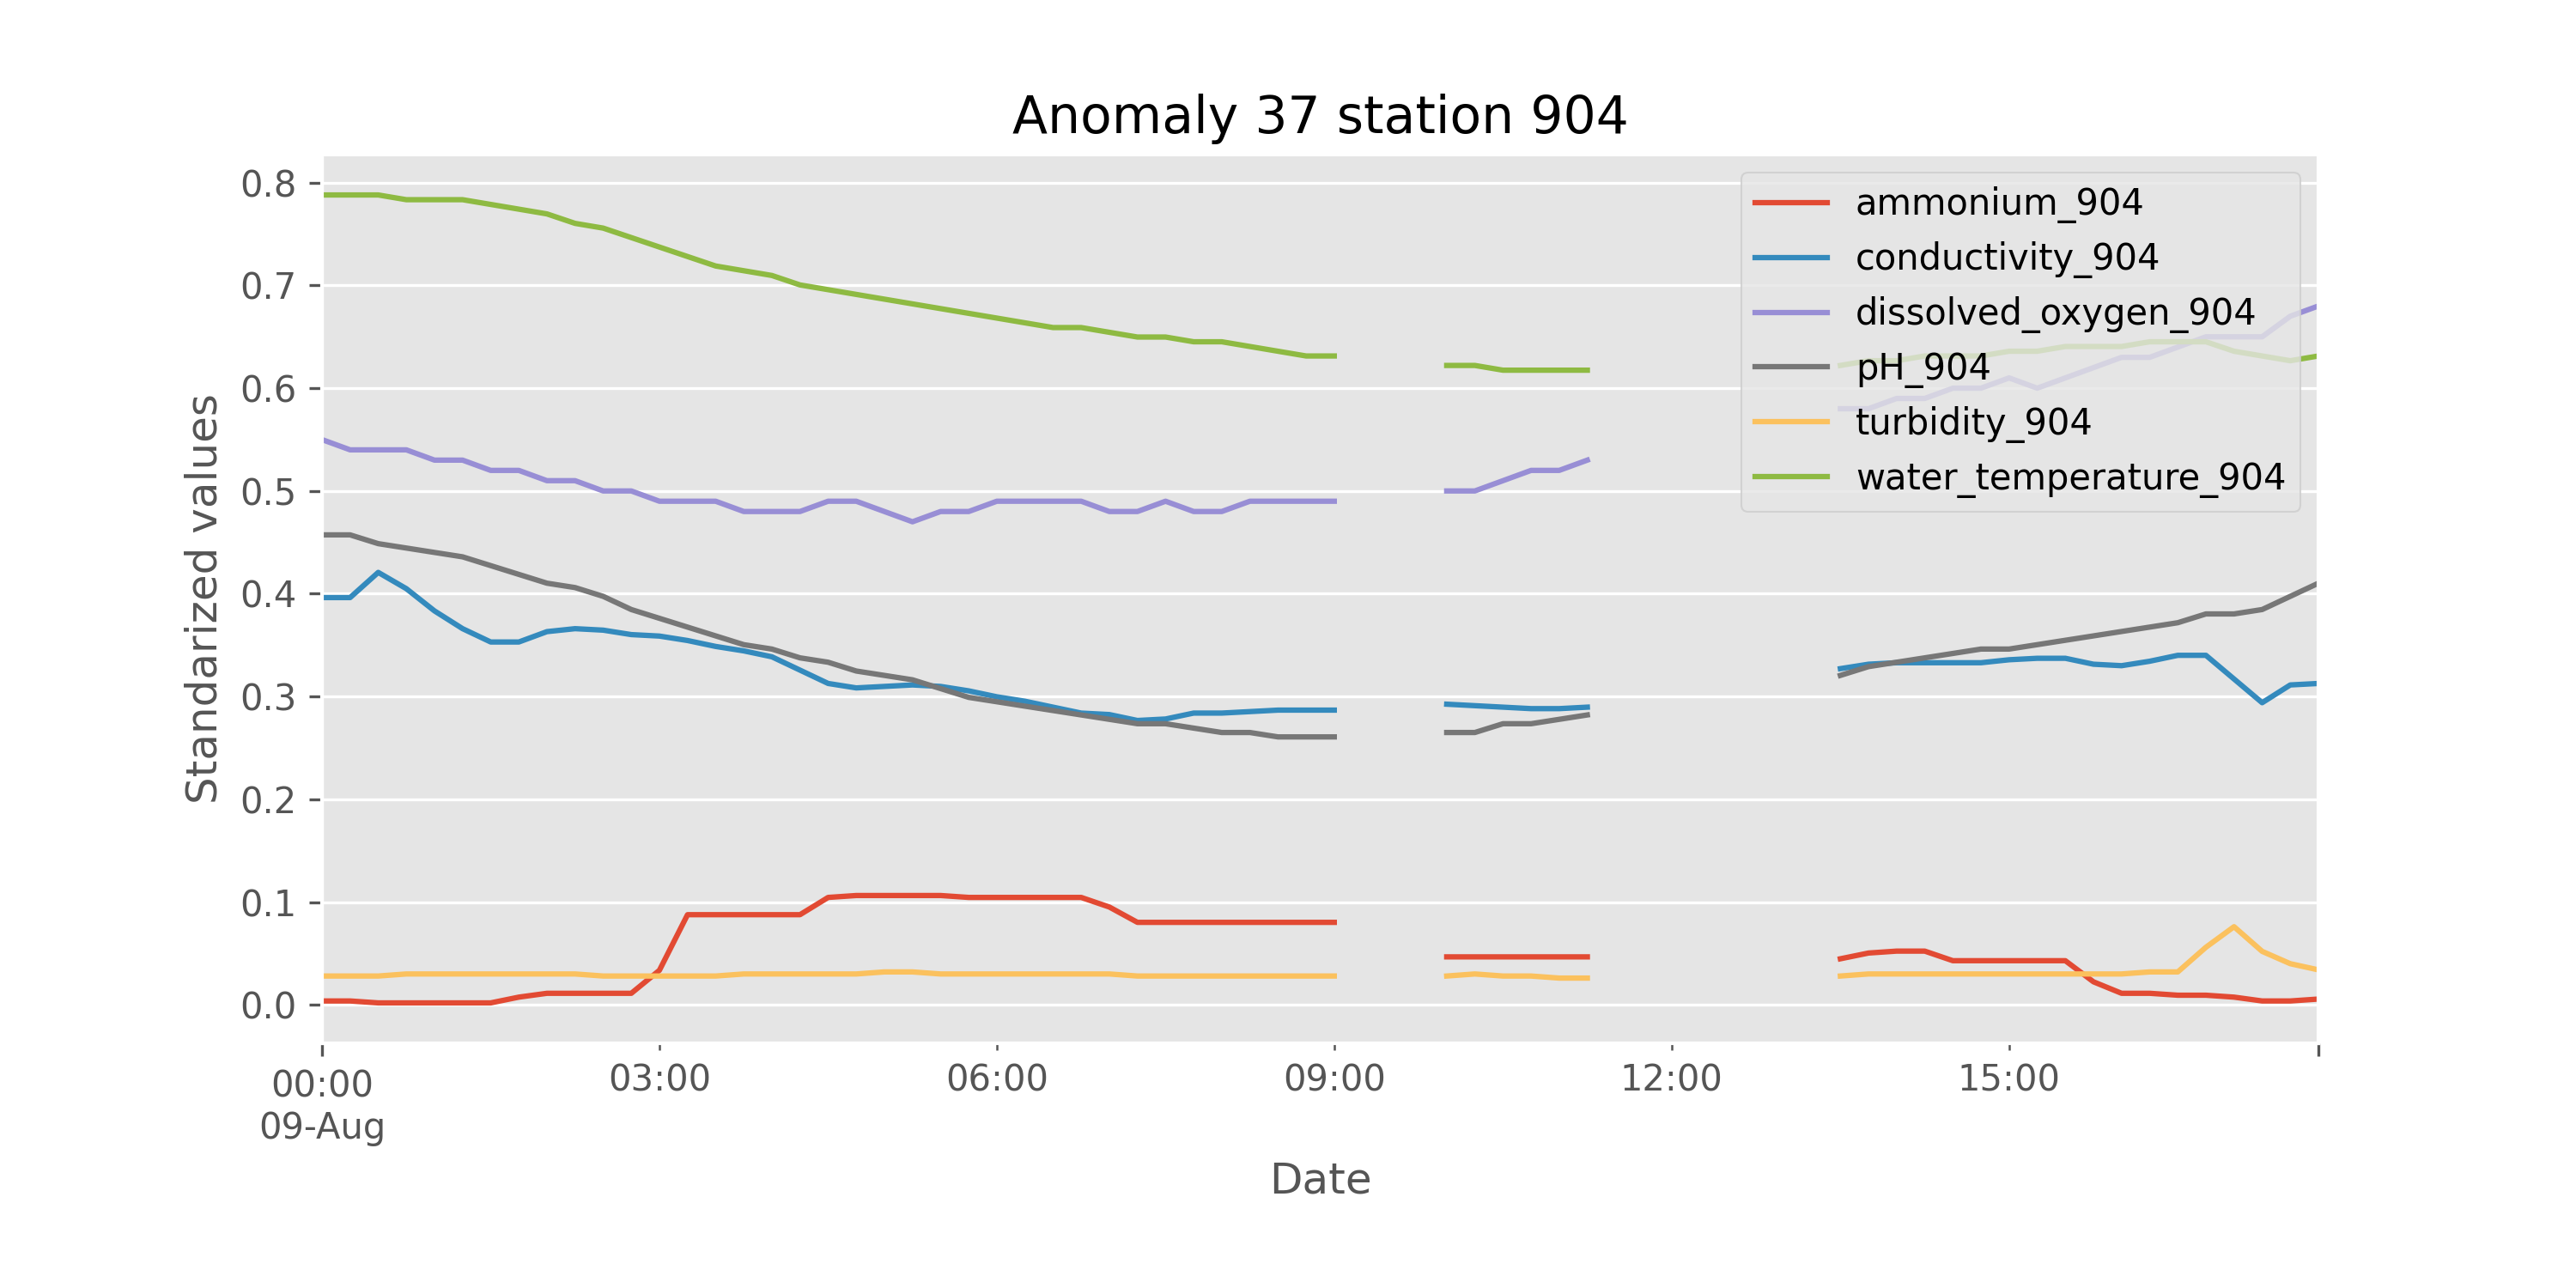 Anomaly 37 station 904
0.8
0.7
0.6
0.5
0.4
0.3
0.2
0.1
0.0
Standardized values
ammonium_904
conductivity_904
dissolved_oxygen_904
pH_904
turbidity_904
water_temperature_904
00:00 03:00 06:00 09:00 12:00 15:00
09-Aug
Date